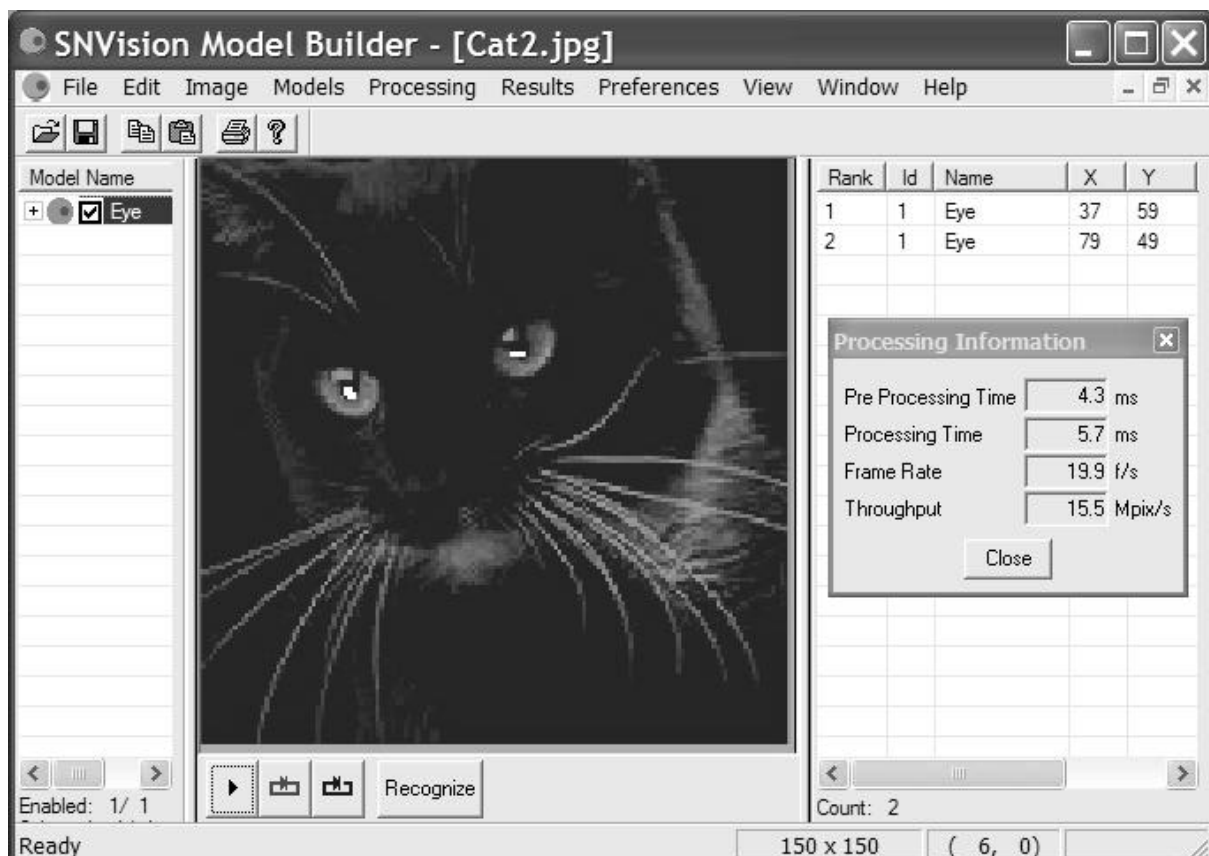 SNVision Model Builder - [Cat2.jpg]
File Edit Image Models Processing Results Preferences View Window Help
Model Name
Eye
Rank Id Name X Y
1 1 Eye 37 59
2 1 Eye 79 49
Processing Information
Pre Processing Time 4.3 ms
Processing Time 5.7 ms
Frame Rate 19.9 f/s
Throughput 15.5 Mpix/s
Close
Recognize
Enabled: 1/ 1
Count: 2
Ready 150 x 150 ( 6, 0)